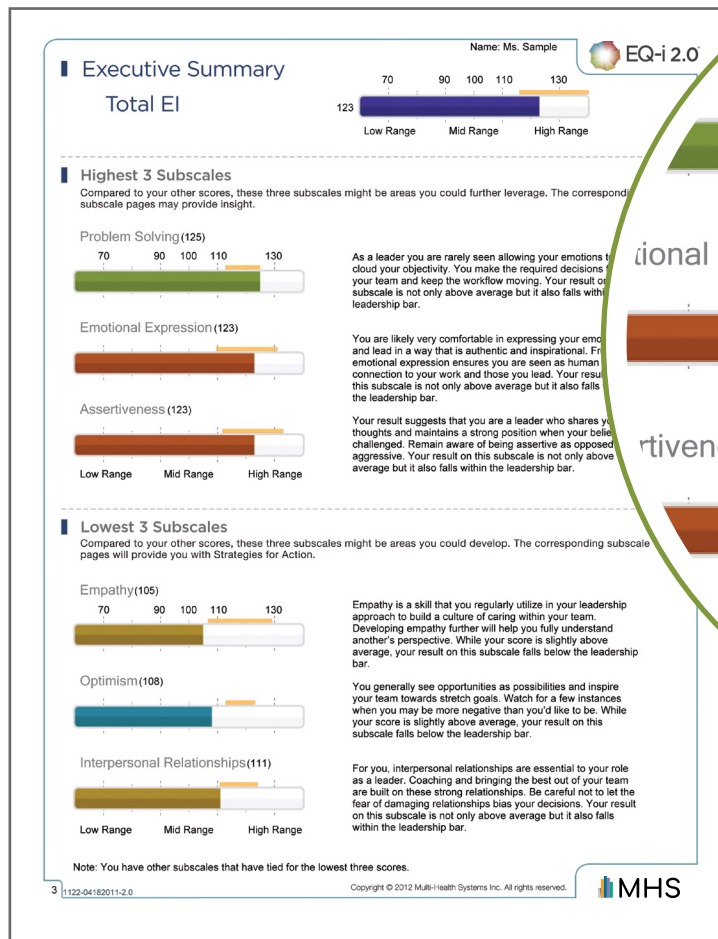 Name: Ms. Sample
EQ-i 2.0
Executive Summary
Total EI
70 90 100 110 130
123
Low Range Mid Range High Range
Highest 3 Subscales
Compared to your other scores, these three subscales might be areas you could further leverage. The
subscale pages may provide insight.
Problem Solving(125)
70 90 100 110 130
As a leader you are rarely seen allowing your emotions
cloud your objectivity. You make the required decisions
your team and keep the workflow moving. Your result
subscale is not only above average but it also falls
leadership bar.
Emotional Expression(123)
You are likely very comfortable in expressing your
and lead in a way that is authentic and inspirational.
emotional expression ensures you are seen as human
connection to your work and those you lead. Your
this subscale is not only above average but it also falls
the leadership bar.
Assertiveness(123)
Your result suggests that you are a leader who shares
thoughts and maintains a strong position when your
challenged. Remain aware of being assertive as opposed
aggressive. Your result on this subscale is not only above
average but it also falls within the leadership bar.
Low Range Mid Range High Range
tional
rtiven
Lowest 3 Subscales
Compared to your other scores, these three subscales might be areas you could develop. The corresponding subscale
pages will provide you with Strategies for Action.
Empathy(105)
70 90 100 110 130
Empathy is a skill that you regularly utilize in your leadership
approach to build a culture of caring within your team.
Developing empathy further will help you fully understand
another's perspective. While your score is slightly above
average, your result on this subscale falls below the leadership
bar.
Optimism(108)
You generally see opportunities as possibilities and inspire
your team towards stretch goals. Watch for a few instances
when you may be more negative than you'd like to be. While
your score is slightly above average, your result on this
subscale falls below the leadership bar.
Interpersonal Relationships(111)
For you, interpersonal relationships are essential to your role
as a leader. Coaching and bringing the best out of your team
are built on these strong relationships. Be careful not to let the
fear of damaging relationships bias your decisions. Your result
on this subscale is not only above average but it also falls
within the leadership bar.
Low Range Mid Range High Range
Note: You have other subscales that have tied for the lowest three scores.
3 1122-04182011-2.0
Copyright © 2012 Multi-Health Systems Inc. All rights reserved.
MHS